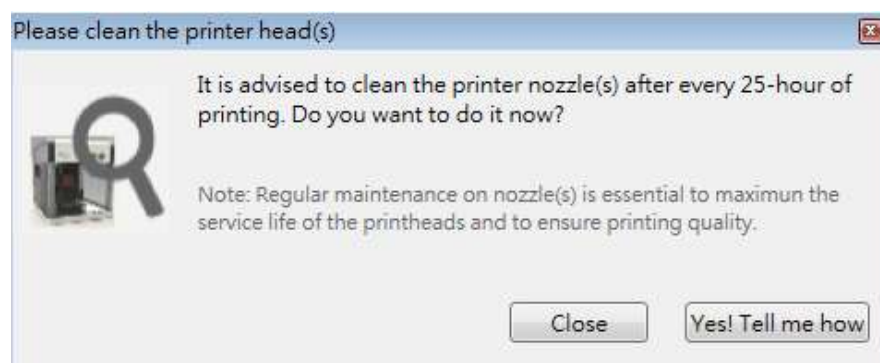 Please clean the printer head(s)
It is advised to clean the printer nozzle(s) after every 25-hour of
printing. Do you want to do it now?
Note: Regular maintenance on nozzle(s) is essential to maximun the
service life of the printheads and to ensure printing quality.
Close
Yes! Tell me how